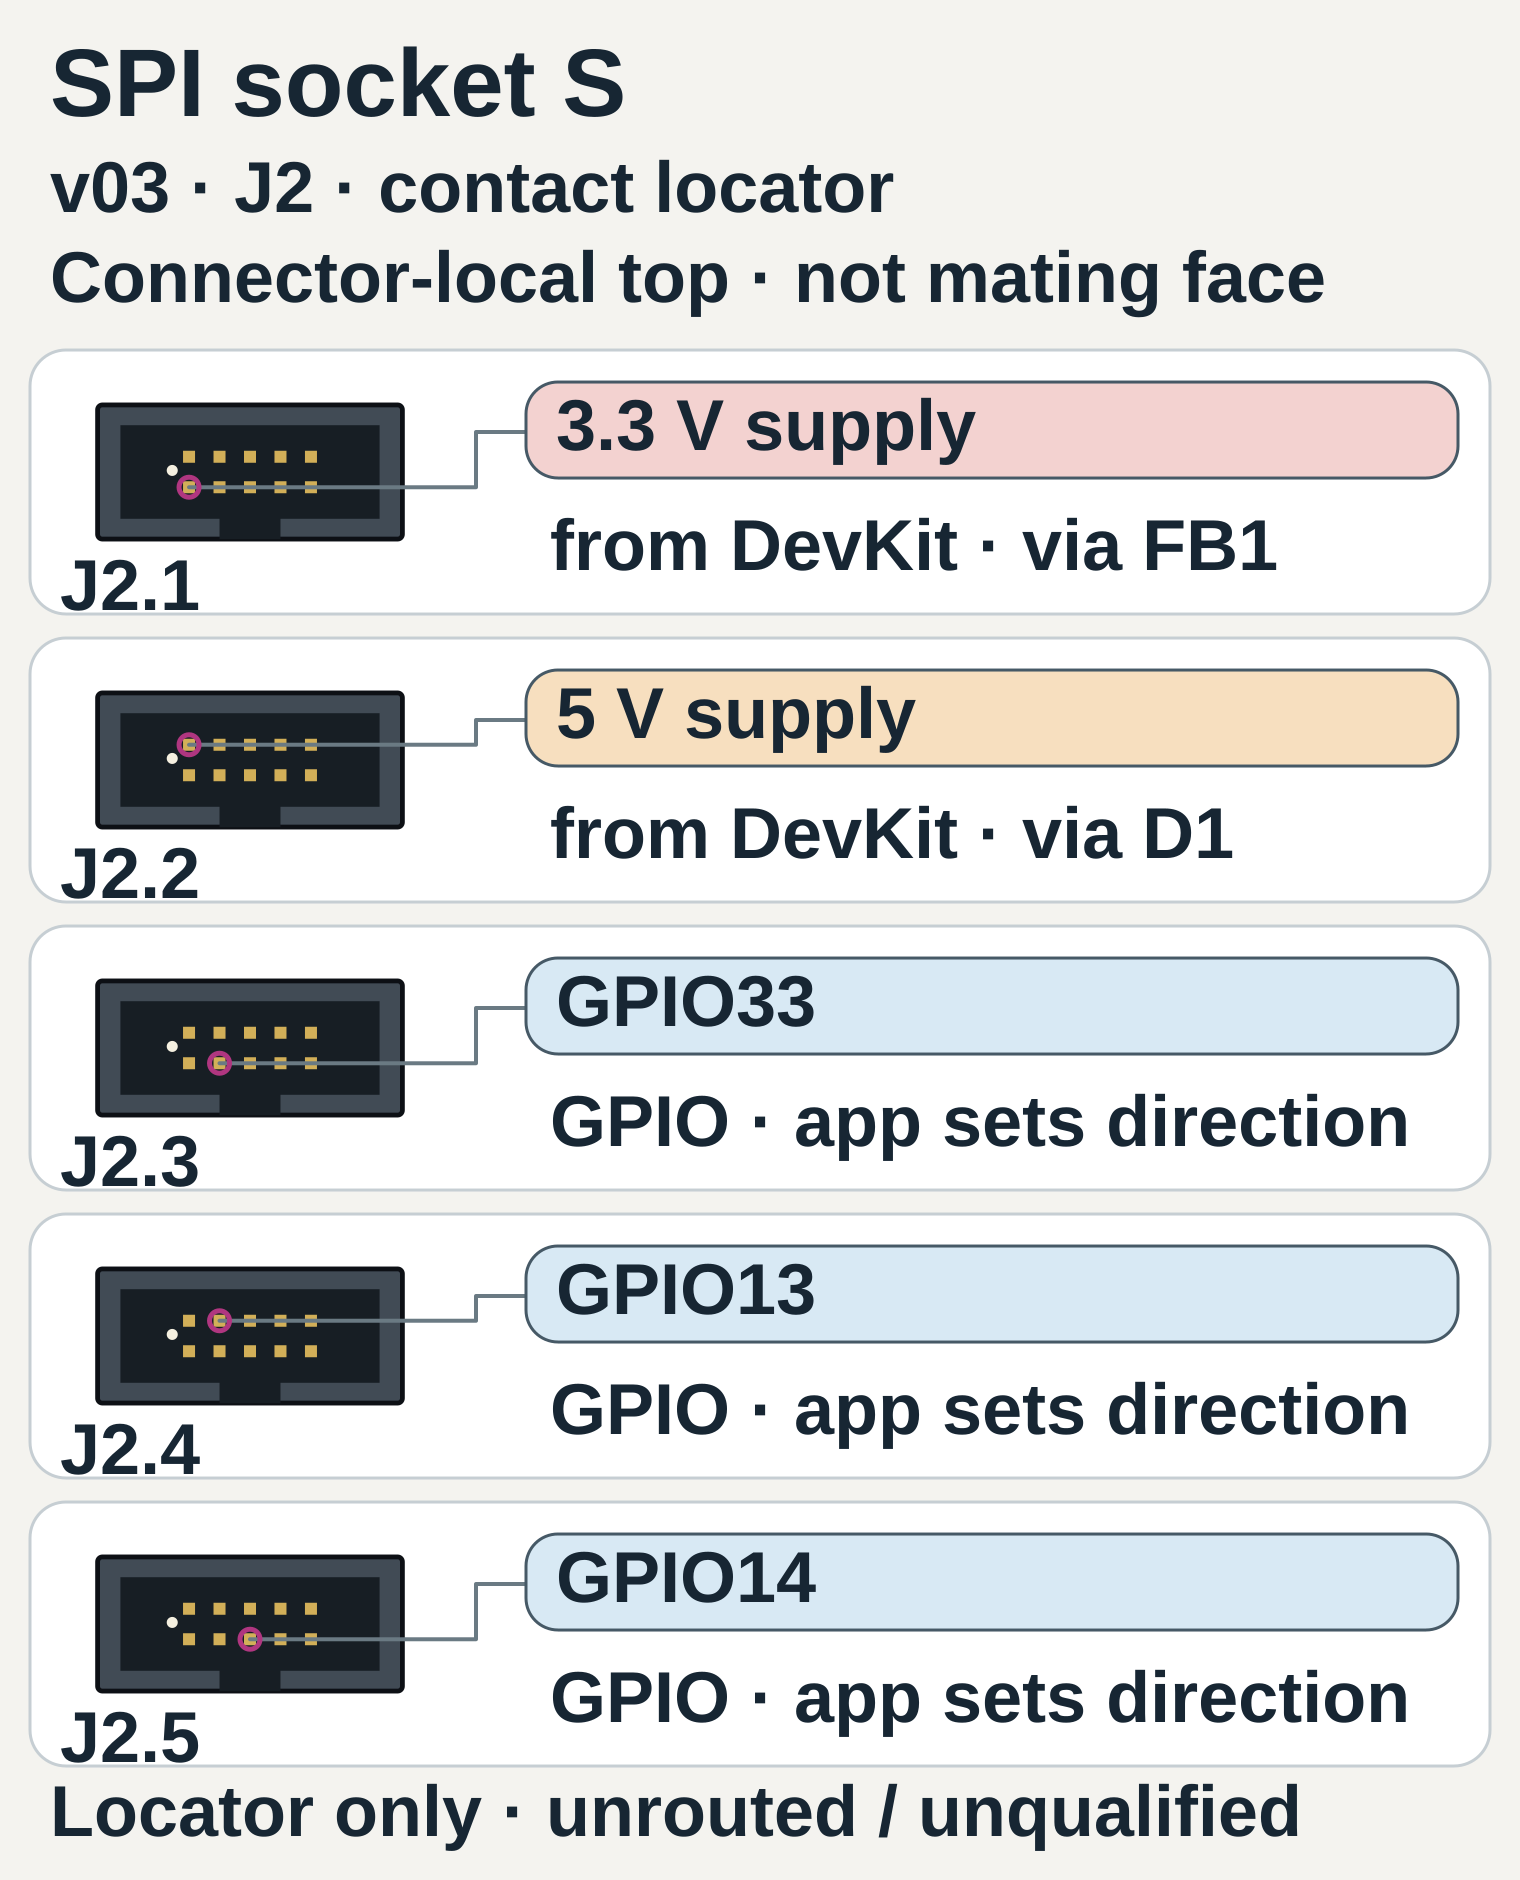 SPI socket S
v03 · J2 · contact locator
Connector-local top · not mating face
3.3 V supply
from DevKit · via FB1
J2.1
5 V supply
from DevKit · via D1
J2.2
GPIO33
GPIO · app sets direction
J2.3
GPIO13
GPIO · app sets direction
J2.4
GPIO14
GPIO · app sets direction
J2.5
Locator only · unrouted / unqualified